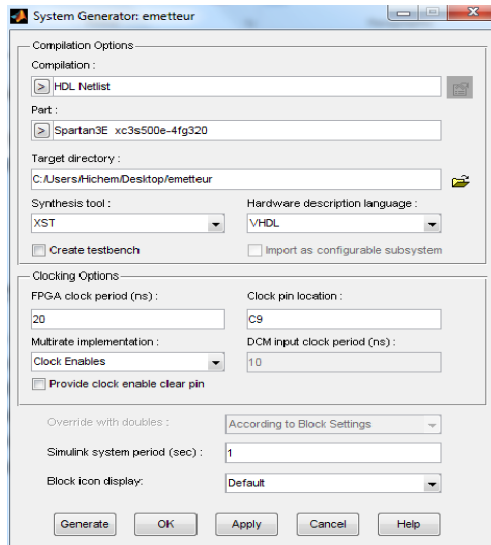 System Generator: emetteur
Compilation Options
Compilation :
> HDL Netlist
Part :
> Spartan3E xc3s500e-4fg320
Target directory :
C:/Users/Hichem/Desktop/emetteur
Synthesis tool : Hardware description language :
XST VHDL
Create testbench Import as configurable subsystem
Clocking Options
FPGA clock period (ns) : Clock pin location :
20 C9
Multirate implementation : DCM input clock period (ns) :
Clock Enables 10
Provide clock enable clear pin
Override with doubles : According to Block Settings
Simulink system period (sec) : 1
Block icon display: Default
Generate OK Apply Cancel Help